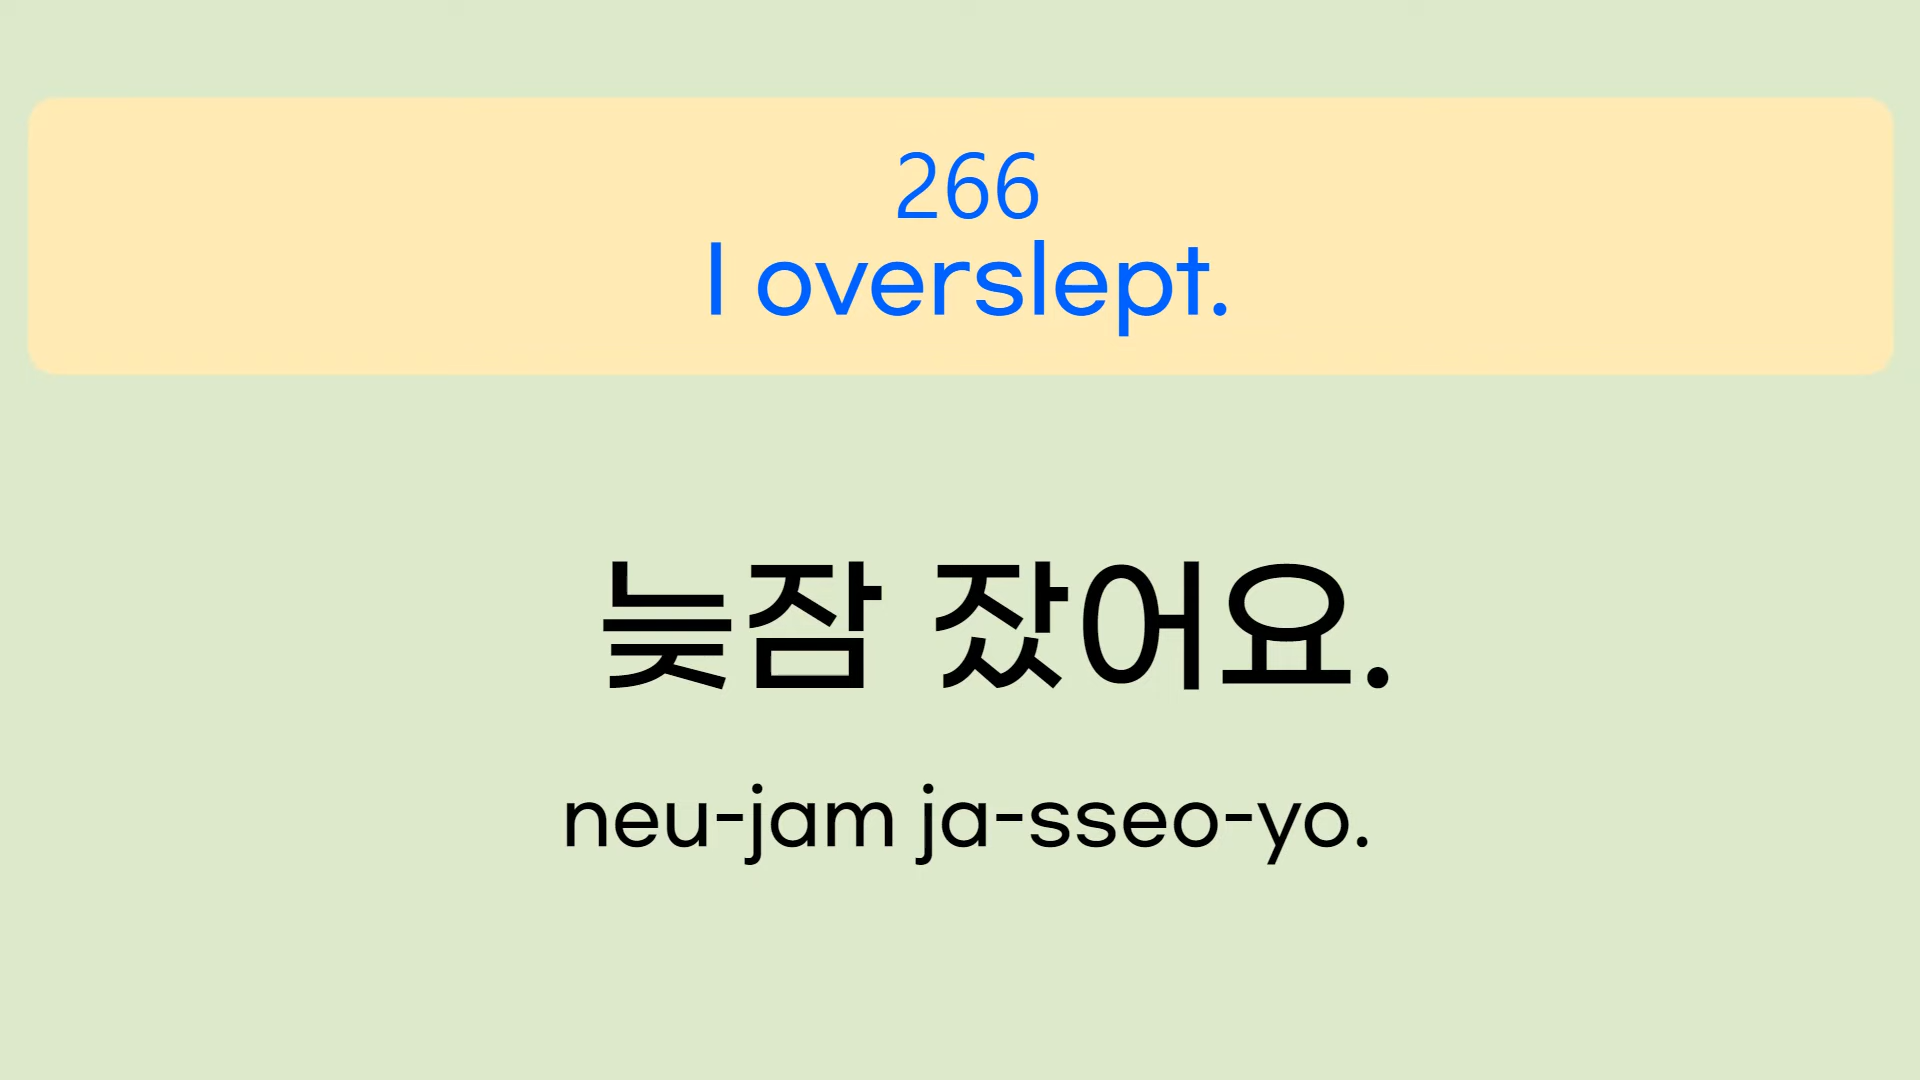 266
I overslept.
늦잠 잤어요.
neu-jam ja-sseo-yo.